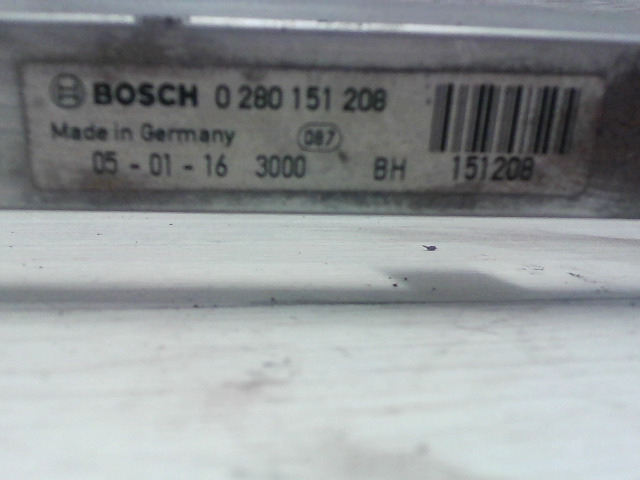 BOSCH 0 280 151 208
Made in Germany 087
05 - 01 - 16 3000 BH 151208